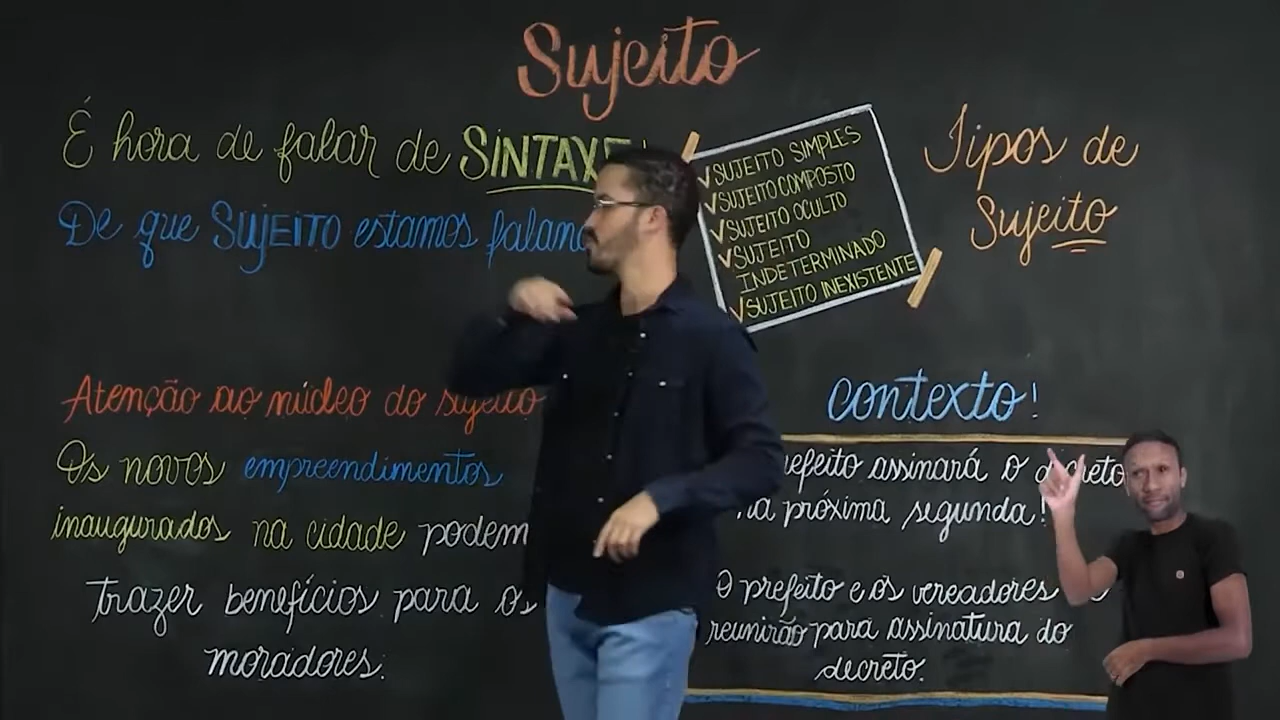 Sujeito
É hora de falar de SINTAXE!
De que SUJEITO estamos
✓SUJEITO SIMPLES
✓SUJEITO COMPOSTO
✓SUJEITO OCULTO
✓SUJEITO
INDETERMINADO
✓SUJEITO INEXISTENTE
Tipos de
Sujeito
Atenção ao núcleo do sujeito
Os novos empreendimentos
inaugurados na cidade podem
trazer benefícios para os
moradores.
Contexto!
assinará o decreto
na próxima segunda!
O prefeito e os vereadores
reunirão para assinatura do
decreto.